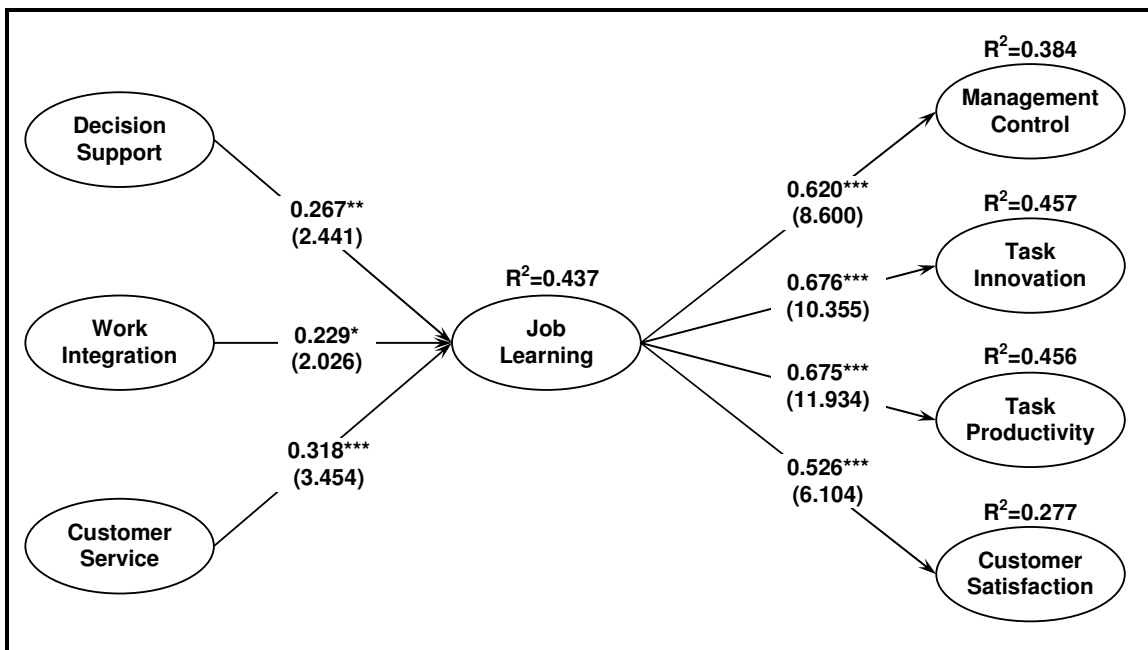 Decision
Support
Work
Integration
Customer
Service
0.267**
(2.441)
0.229*
(2.026)
0.318***
(3.454)
R²=0.437
Job
Learning
0.620***
(8.600)
0.676***
(10.355)
0.675***
(11.934)
0.526***
(6.104)
R²=0.384
Management
Control
R²=0.457
Task
Innovation
R²=0.456
Task
Productivity
R²=0.277
Customer
Satisfaction